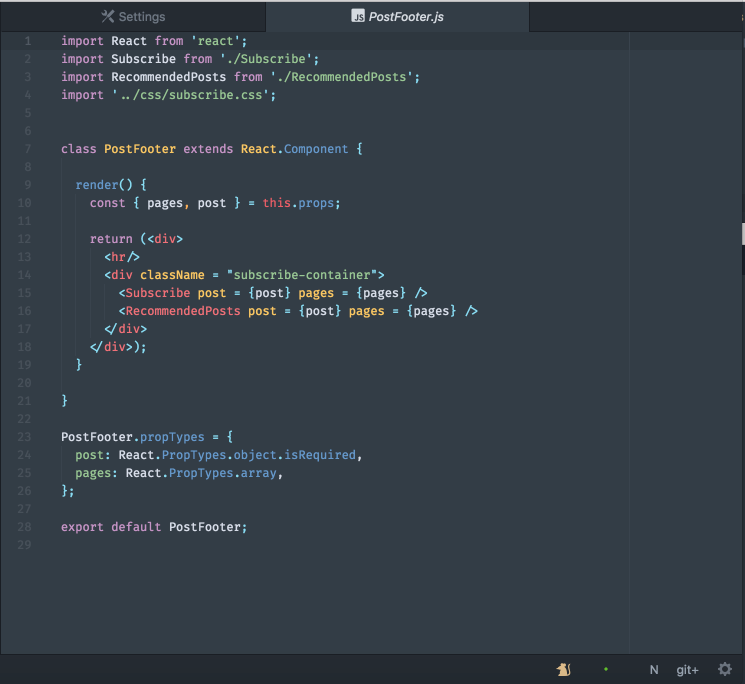 Settings
JS PostFooter.js
1 import React from 'react';
2 import Subscribe from './Subscribe';
3 import RecommendedPosts from './RecommendedPosts';
4 import '../css/subscribe.css';
5
6
7 class PostFooter extends React.Component {
8
9   render() {
10     const { pages, post } = this.props;
11
12     return (<div>
13       <hr/>
14       <div className = "subscribe-container">
15         <Subscribe post = {post} pages = {pages} />
16         <RecommendedPosts post = {post} pages = {pages} />
17       </div>
18     </div>);
19   }
20
21 }
22
23 PostFooter.propTypes = {
24   post: React.PropTypes.object.isRequired,
25   pages: React.PropTypes.array,
26 };
27
28 export default PostFooter;
29
N git+